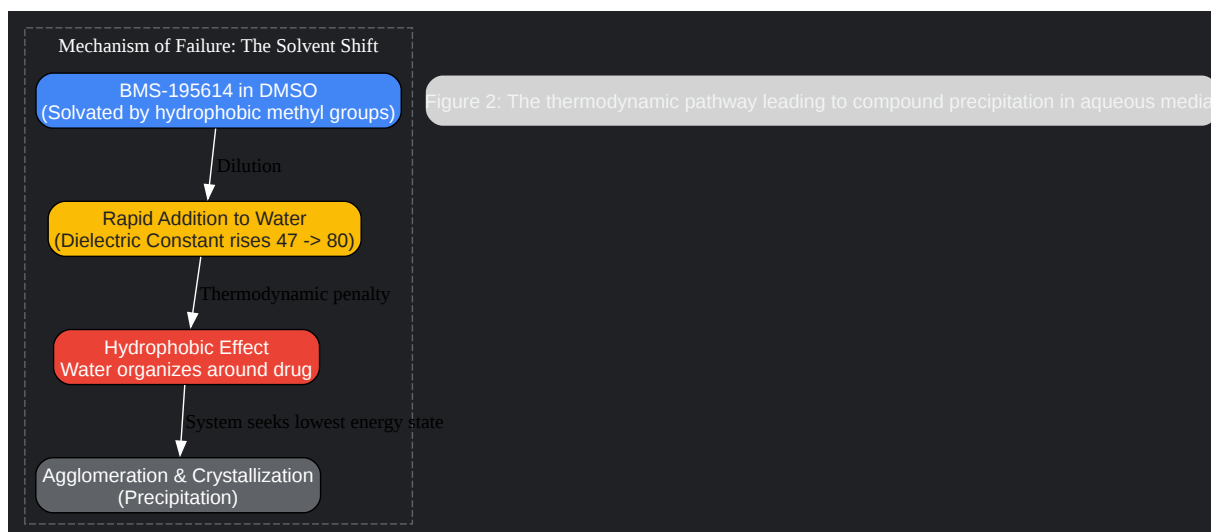 Mechanism of Failure: The Solvent Shift
BMS-195614 in DMSO
(Solvated by hydrophobic methyl groups)
Figure 2: The thermodynamic pathway leading to compound precipitation in aqueous media
Dilution
Rapid Addition to Water
(Dielectric Constant rises 47 -> 80)
Thermodynamic penalty
Hydrophobic Effect
Water organizes around drug
System seeks lowest energy state
Agglomeration & Crystallization
(Precipitation)